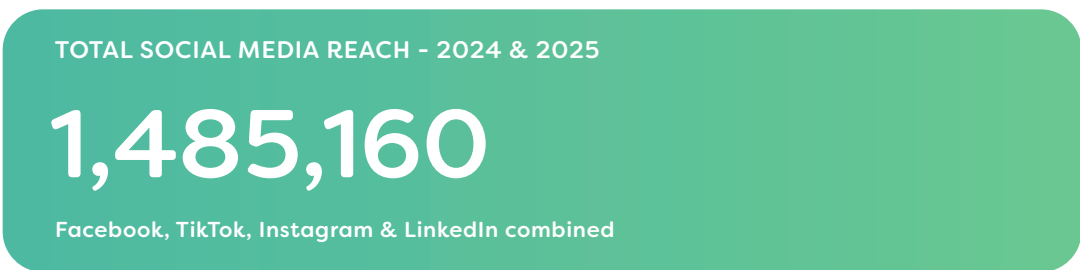 TOTAL SOCIAL MEDIA REACH - 2024 & 2025
1,485,160
Facebook, TikTok, Instagram & LinkedIn combined